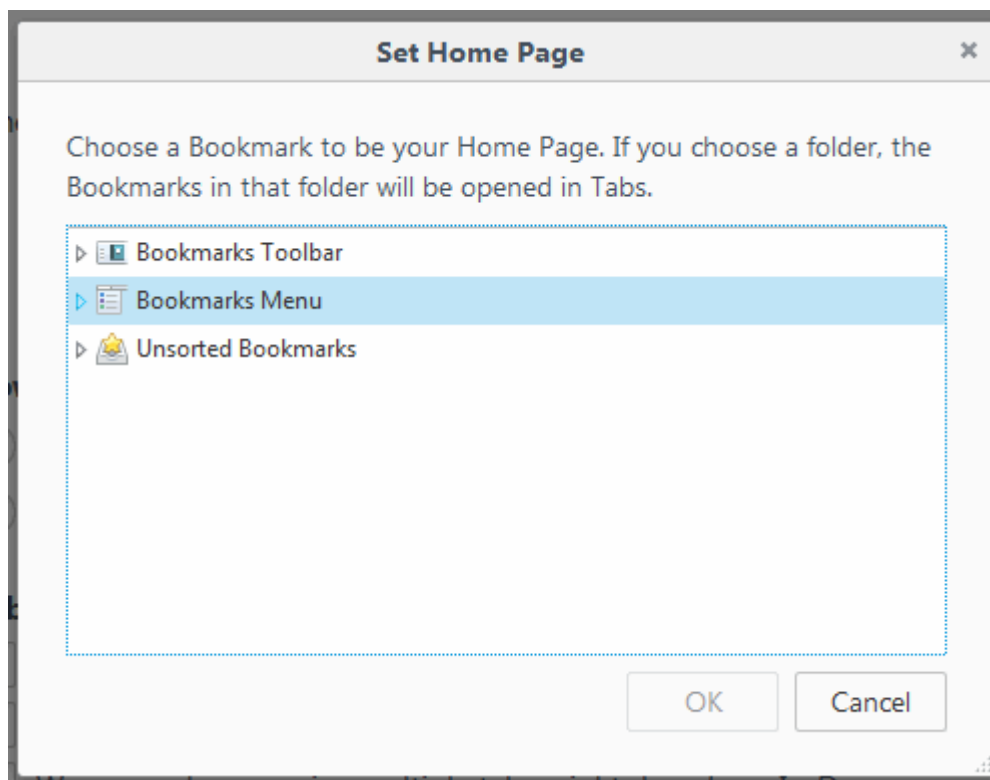 Set Home Page
Choose a Bookmark to be your Home Page. If you choose a folder, the
Bookmarks in that folder will be opened in Tabs.
Bookmarks Toolbar
Bookmarks Menu
Unsorted Bookmarks
OK
Cancel